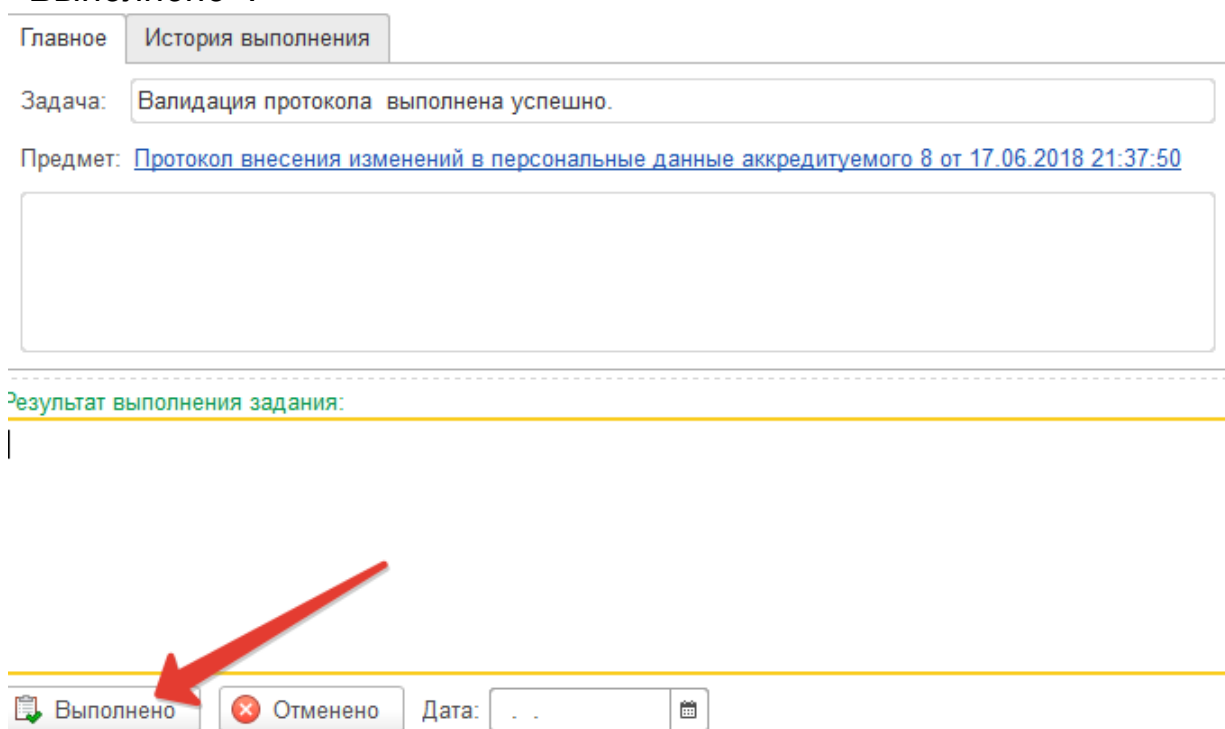 Главное История выполнения
Задача: Валидация протокола выполнена успешно.
Предмет: Протокол внесения изменений в персональные данные аккредитуемого 8 от 17.06.2018 21:37:50
Результат выполнения задания:
Выполнено Отменено Дата: . .